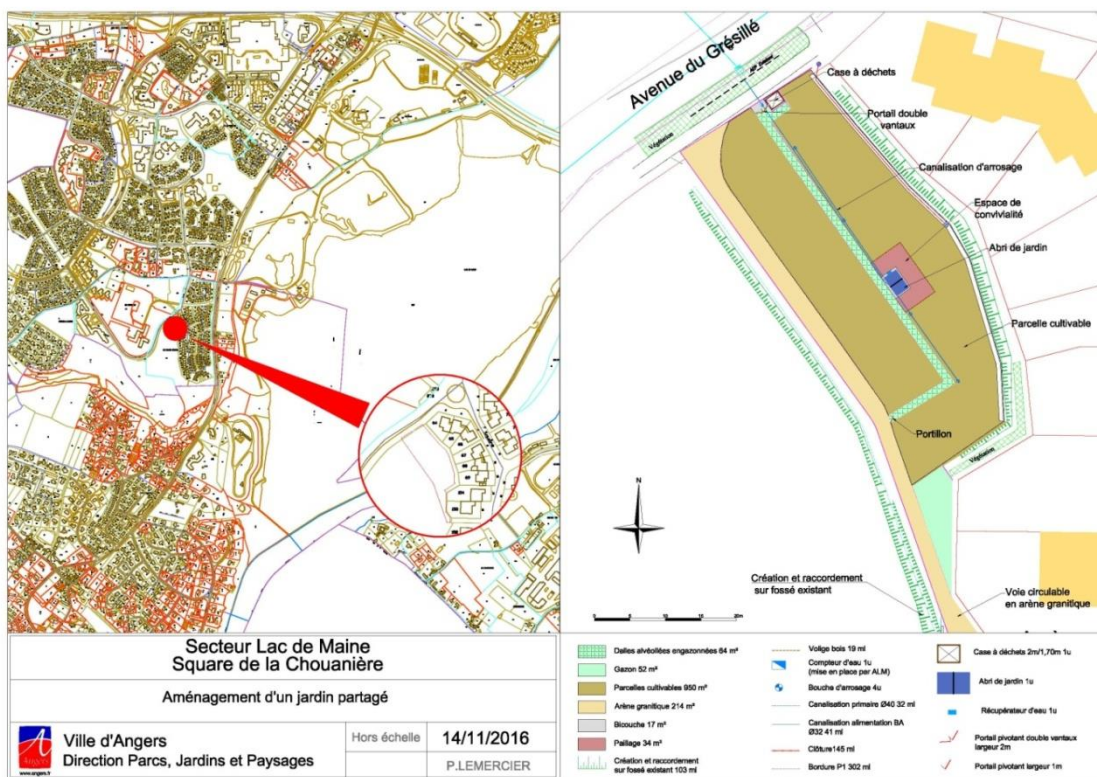 Avenue du Grésillé
Végétation
Case à déchets
Portail double
vantaux
Canalisation d'arrosage
Espace de
convivialité
Abri de jardin
Parcelle cultivable
Portillon
Végétation
N
Création et raccordement
sur fossé existant
Voie circulable
en arène granitique
Secteur Lac de Maine
Square de la Chouanière
Aménagement d'un jardin partagé
Angers
www.angers.fr
Ville d'Angers
Direction Parcs, Jardins et Paysages
Hors échelle
14/11/2016
P.LEMERCIER
Dalles alvéollées engazonnées 64 m²
Gazon 52 m²
Parcelles cultivables 950 m²
Arène granitique 214 m²
Bicouche 17 m²
Paillage 34 m²
Création et raccordement
sur fossé existant 103 ml
Volige bois 19 ml
Compteur d'eau 1u
(mise en place par ALM)
Bouche d'arrosage 4u
Canalisation primaire Ø40 32 ml
Canalisation alimentation BA
Ø32 41 ml
Clôture145 ml
Bordure P1 302 ml
Case à déchets 2m/1,70m 1u
Abri de jardin 1u
Récupérateur d'eau 1u
Portail pivotant double vantaux
largeur 2m
Portail pivotant largeur 1m